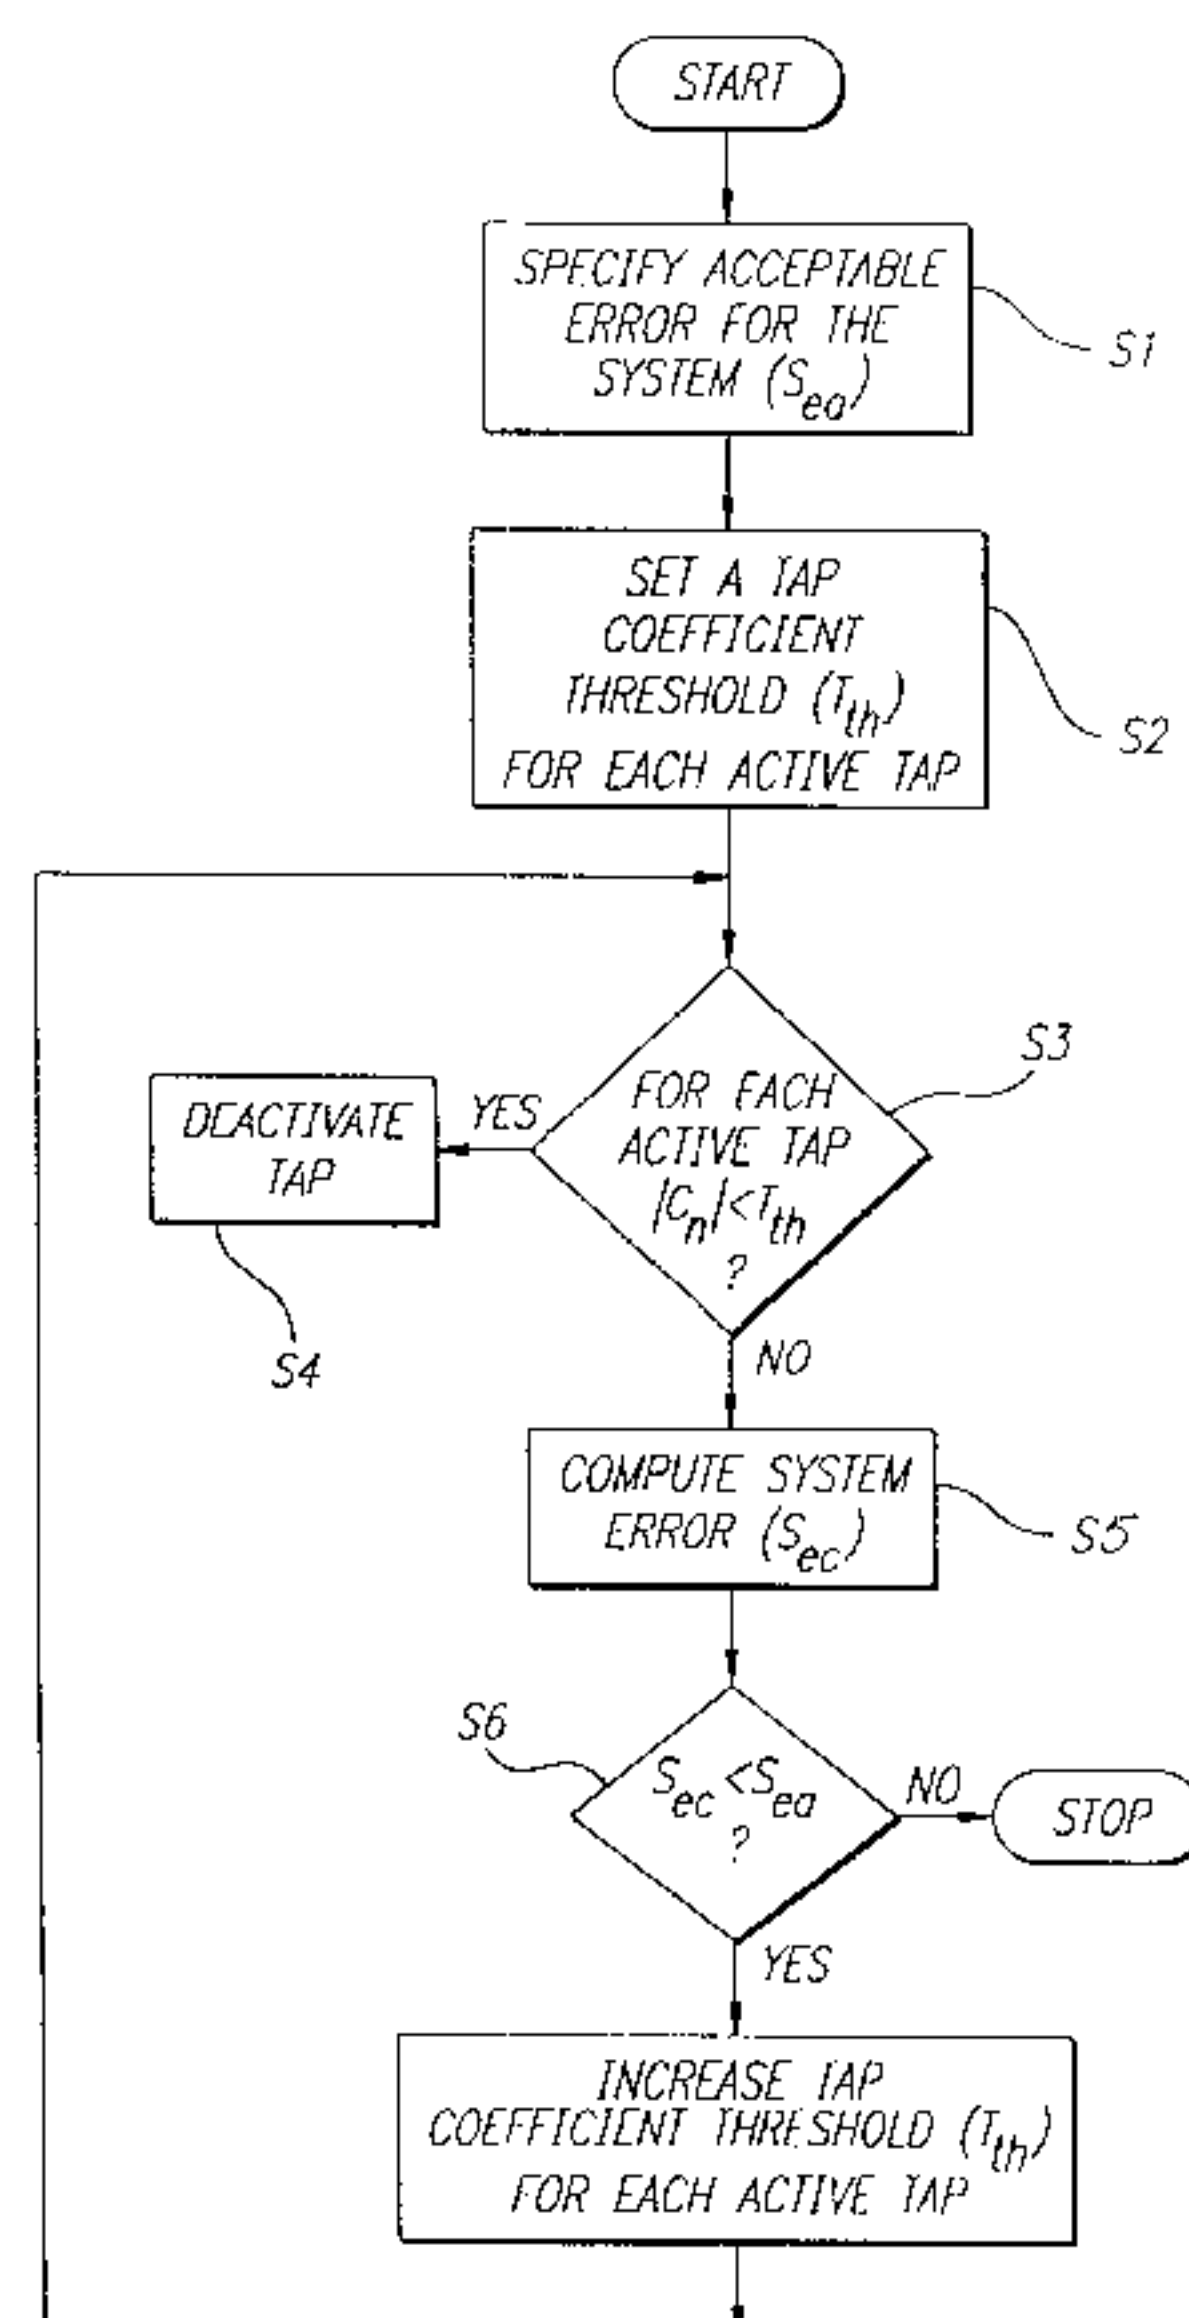 START
SPECIFY ACCEPTABLE
ERROR FOR THE
SYSTEM (Sea)
S1
SET A TAP
COEFFICIENT
THRESHOLD (Tth)
FOR EACH ACTIVE TAP
S2
S3
FOR EACH
ACTIVE TAP
|Cn|<Tth
?
YES
DEACTIVATE
TAP
S4
NO
COMPUTE SYSTEM
ERROR (Sec)
S5
S6
Sec<Sea
?
NO
STOP
YES
INCREASE TAP
COEFFICIENT THRESHOLD (Tth)
FOR EACH ACTIVE TAP